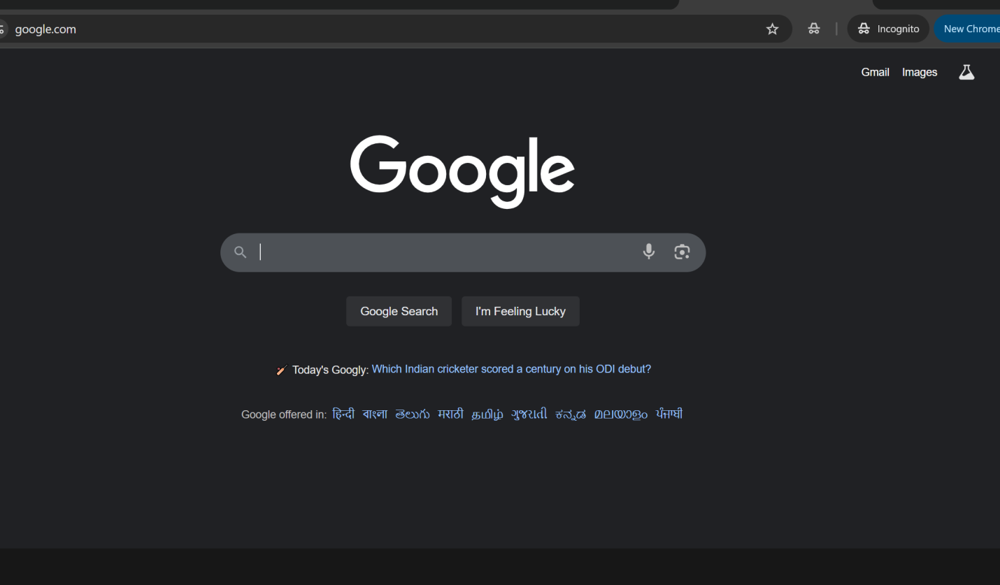 google.com
Incognito
New Chrome
Gmail Images
Google
Google Search I'm Feeling Lucky
Today's Googly: Which Indian cricketer scored a century on his ODI debut?
Google offered in: हिन्दी বাংলা తెలుగు मराठी தமிழ் ગુજરાતી ಕನ್ನಡ മലയാളം ਪੰਜਾਬੀ